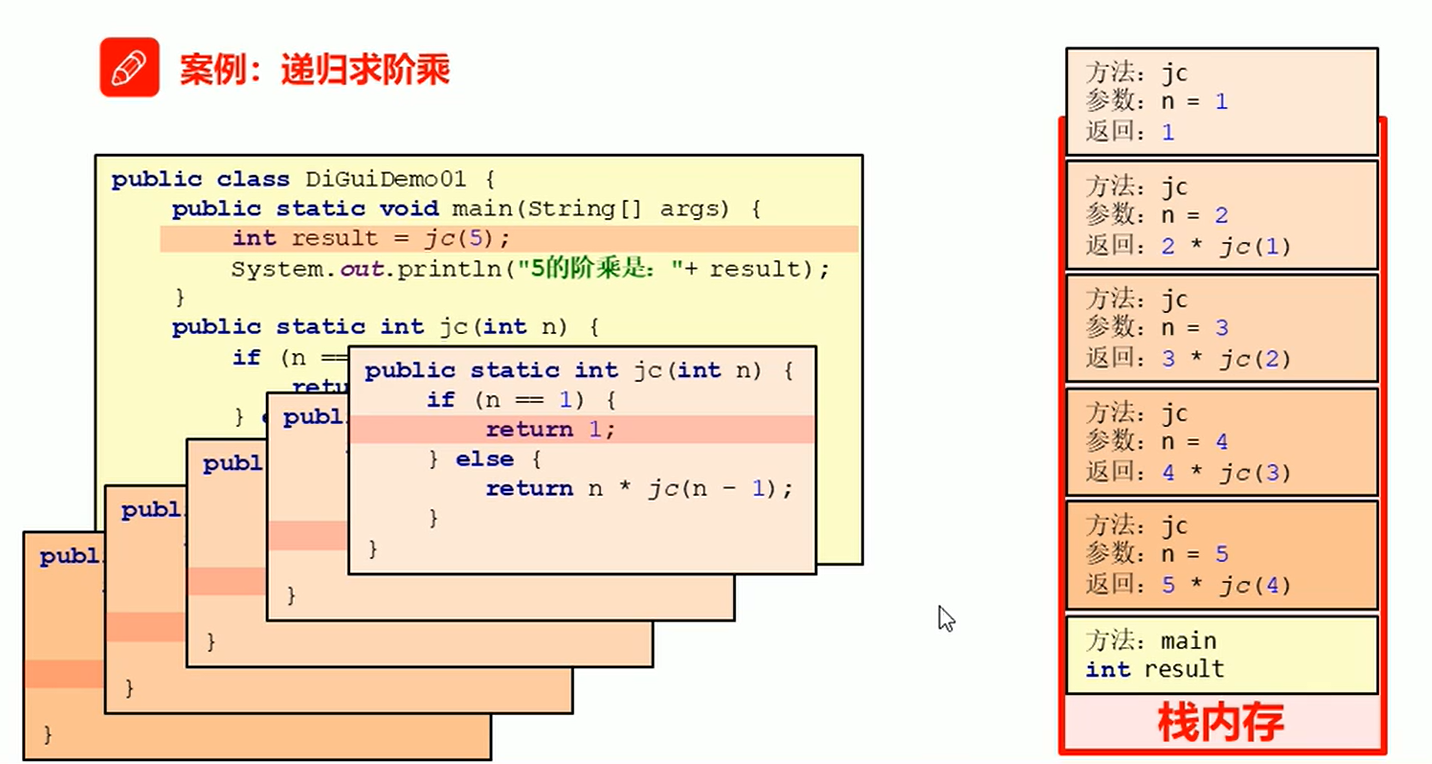 案例：递归求阶乘
public class DiGuiDemo01 {
public static void main(String[] args) {
int result = jc(5);
System.out.println("5的阶乘是："+ result);
}
public static int jc(int n) {
if (n ==
retu
}
public static int jc(int n) {
if (n == 1) {
return 1;
} else {
return n * jc(n - 1);
}
}
publ
}
publ
}
publ
}
publ
}
方法：jc
参数：n = 1
返回：1
方法：jc
参数：n = 2
返回：2 * jc(1)
方法：jc
参数：n = 3
返回：3 * jc(2)
方法：jc
参数：n = 4
返回：4 * jc(3)
方法：jc
参数：n = 5
返回：5 * jc(4)
方法：main
int result
栈内存